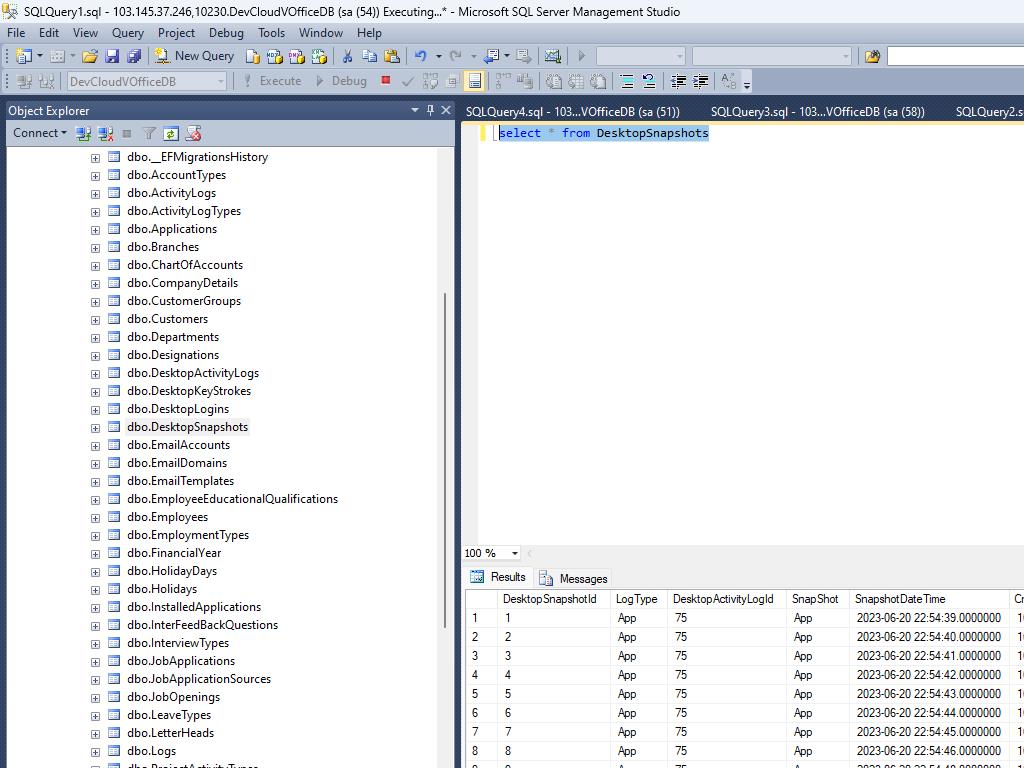 SQLQuery1.sql - 103.145.37.246,10230.DevCloudVOfficeDB (sa (54)) Executing...* - Microsoft SQL Server Management Studio
File Edit View Query Project Debug Tools Window Help
New Query
DevCloudVOfficeDB Execute Debug
Object Explorer
SQLQuery4.sql - 103...VOfficeDB (sa (51)) SQLQuery3.sql - 103...VOfficeDB (sa (58)) SQLQuery2.s
Connect
select * from DesktopSnapshots
dbo.__EFMigrationsHistory
dbo.AccountTypes
dbo.ActivityLogs
dbo.ActivityLogTypes
dbo.Applications
dbo.Branches
dbo.ChartOfAccounts
dbo.CompanyDetails
dbo.CustomerGroups
dbo.Customers
dbo.Departments
dbo.Designations
dbo.DesktopActivityLogs
dbo.DesktopKeyStrokes
dbo.DesktopLogins
dbo.DesktopSnapshots
dbo.EmailAccounts
dbo.EmailDomains
dbo.EmailTemplates
dbo.EmployeeEducationalQualifications
dbo.Employees
dbo.EmploymentTypes
dbo.FinancialYear
dbo.HolidayDays
dbo.Holidays
dbo.InstalledApplications
dbo.InterFeedBackQuestions
dbo.InterviewTypes
dbo.JobApplications
dbo.JobApplicationSources
dbo.JobOpenings
dbo.LeaveTypes
dbo.LetterHeads
dbo.Logs
dbo.ProjectActivityTypes
100 %
Results Messages
DesktopSnapshotId LogType DesktopActivityLogId SnapShot SnapshotDateTime Cr
1 1 App 75 App 2023-06-20 22:54:39.0000000 1
2 2 App 75 App 2023-06-20 22:54:40.0000000 1
3 3 App 75 App 2023-06-20 22:54:41.0000000 1
4 4 App 75 App 2023-06-20 22:54:42.0000000 1
5 5 App 75 App 2023-06-20 22:54:43.0000000 1
6 6 App 75 App 2023-06-20 22:54:44.0000000 1
7 7 App 75 App 2023-06-20 22:54:45.0000000 1
8 8 App 75 App 2023-06-20 22:54:46.0000000 1